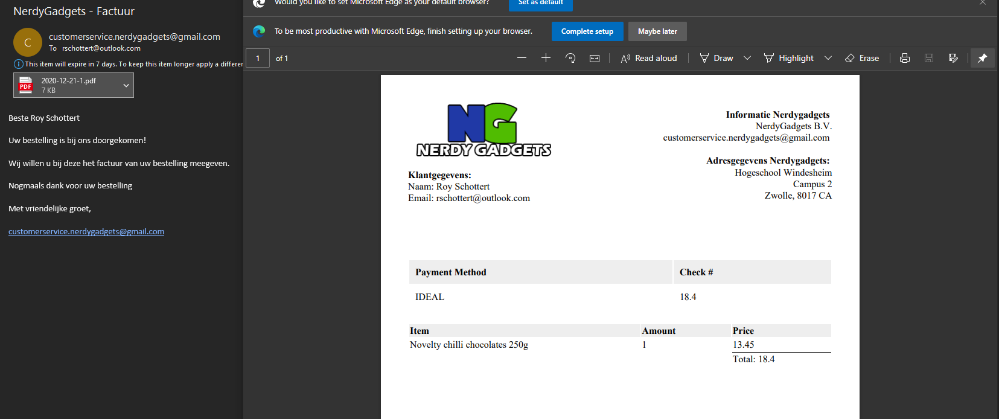 NerdyGadgets - Factuur
C
customerservice.nerdygadgets@gmail.com
To rschottert@outlook.com
This item will expire in 7 days. To keep this item longer apply a differer
PDF
2020-12-21-1.pdf
7 KB
Beste Roy Schottert
Uw bestelling is bij ons doorgekomen!
Wij willen u bij deze het factuur van uw bestelling meegeven.
Nogmaals dank voor uw bestelling
Met vriendelijke groet,
customerservice.nerdygadgets@gmail.com
Would you like to set Microsoft Edge as your default browser? Set as default
To be most productive with Microsoft Edge, finish setting up your browser. Complete setup Maybe later
1 of 1 Read aloud Draw Highlight Erase
NG
NERDY GADGETS
Informatie Nerdygadgets
NerdyGadgets B.V.
customerservice.nerdygadgets@gmail.com
Adresgegevens Nerdygadgets:
Hogeschool Windesheim
Campus 2
Zwolle, 8017 CA
Klantgegevens:
Naam: Roy Schottert
Email: rschottert@outlook.com
Payment Method Check #
IDEAL 18.4
Item Amount Price
Novelty chilli chocolates 250g 1 13.45
Total: 18.4